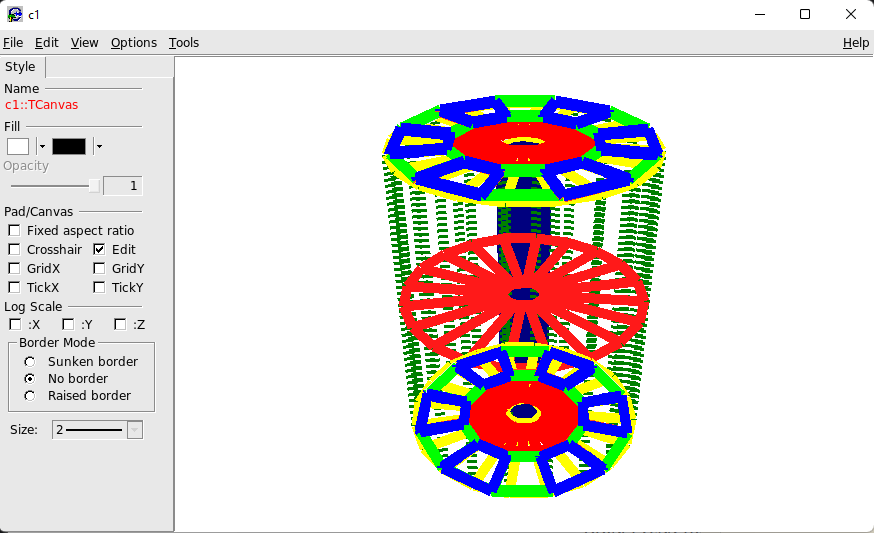 c1
File Edit View Options Tools Help
Style
Name
c1::TCanvas
Fill
Opacity
1
Pad/Canvas
Fixed aspect ratio
Crosshair Edit
GridX GridY
TickX TickY
Log Scale
:X :Y :Z
Border Mode
Sunken border
No border
Raised border
Size: 2